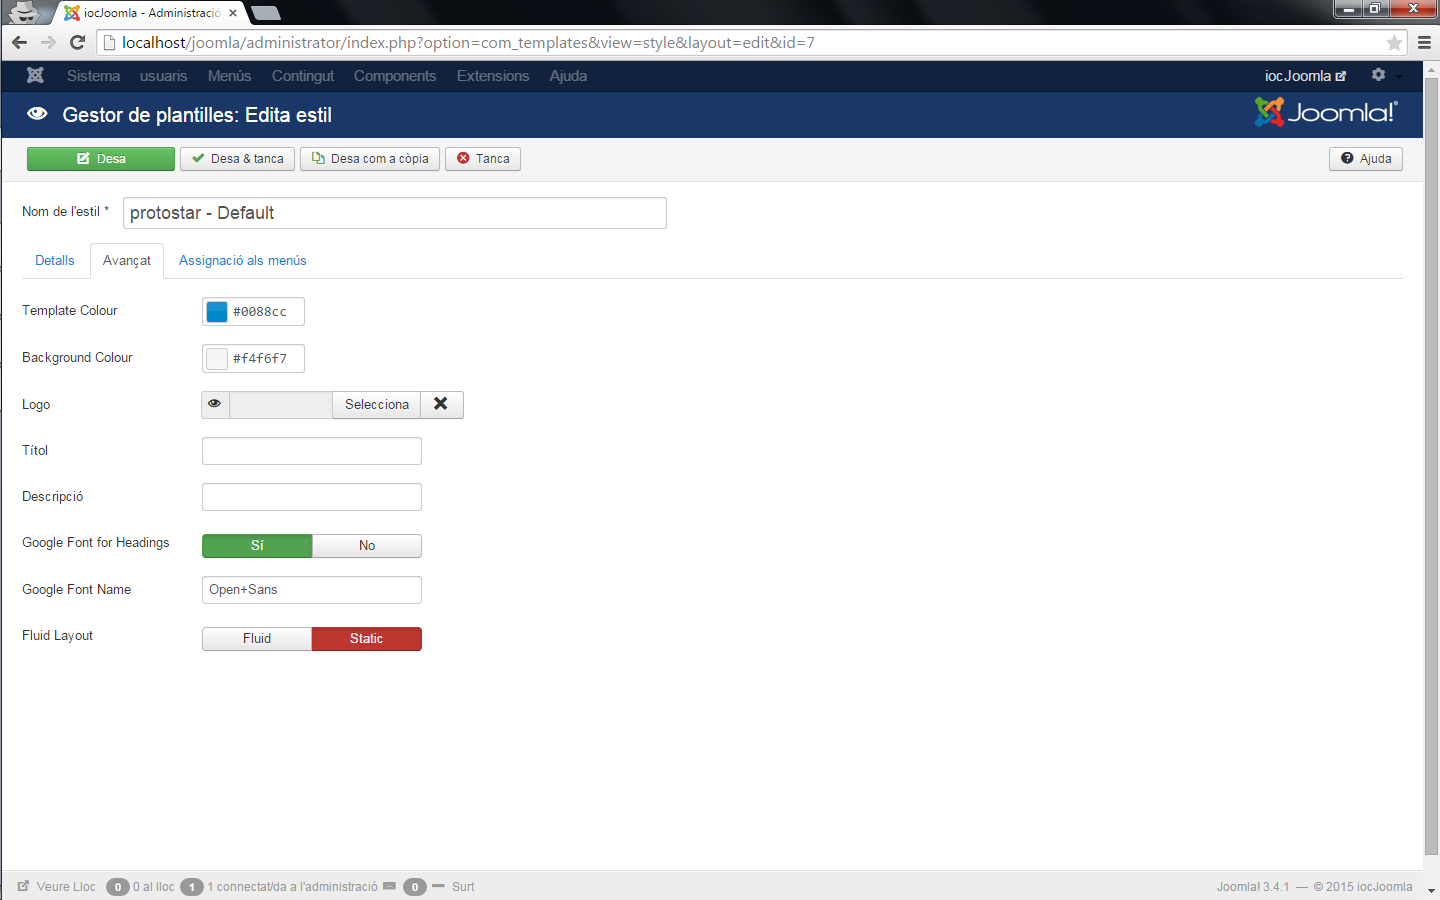 iocJoomla - Administració
localhost/joomla/administrator/index.php?option=com_templates&view=style&layout=edit&id=7
Sistema usuaris Menús Contingut Components Extensions Ajuda iocJoomla
Gestor de plantilles: Edita estil Joomla!®
Desa Desa & tanca Desa com a còpia Tanca Ajuda
Nom de l'estil * protostar - Default
Detalls Avançat Assignació als menús
Template Colour #0088cc
Background Colour #f4f6f7
Logo Selecciona
Títol
Descripció
Google Font for Headings Sí No
Google Font Name Open+Sans
Fluid Layout Fluid Static
Veure Lloc 0 0 al lloc 1 1 connectat/da a l'administració 0 Surt Joomla! 3.4.1 — © 2015 iocJoomla